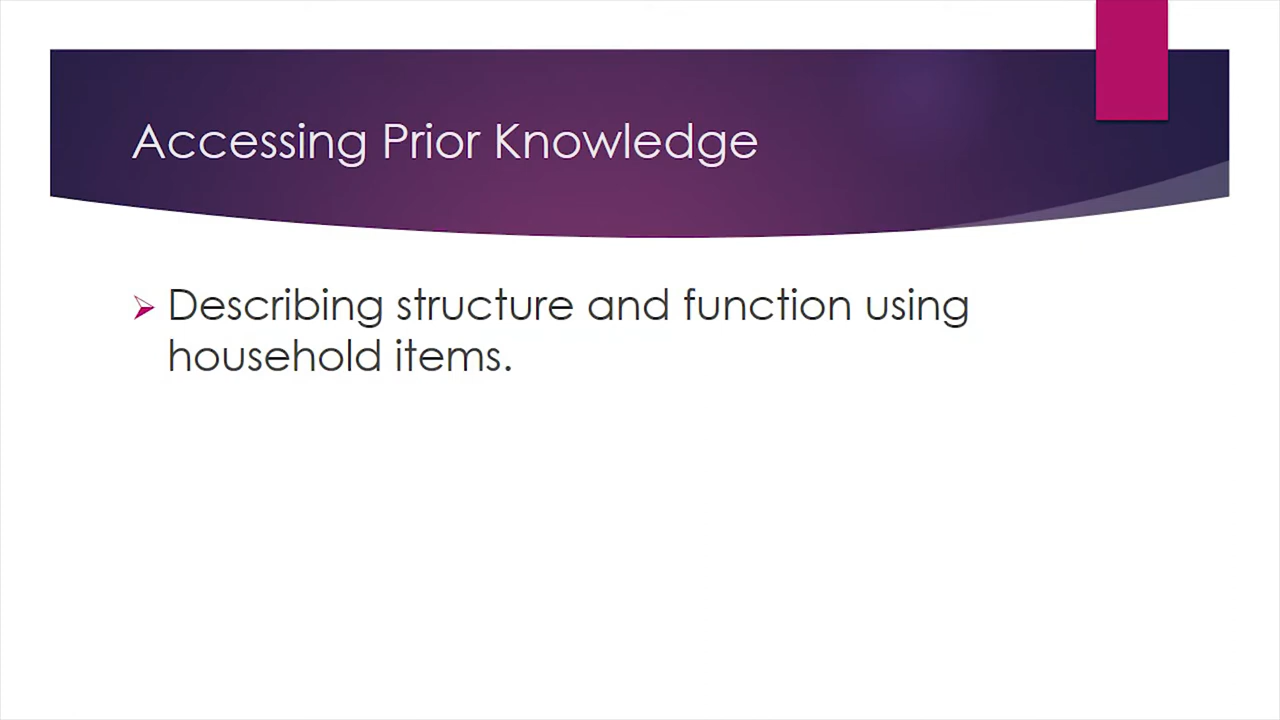 Accessing Prior Knowledge
Describing structure and function using
household items.